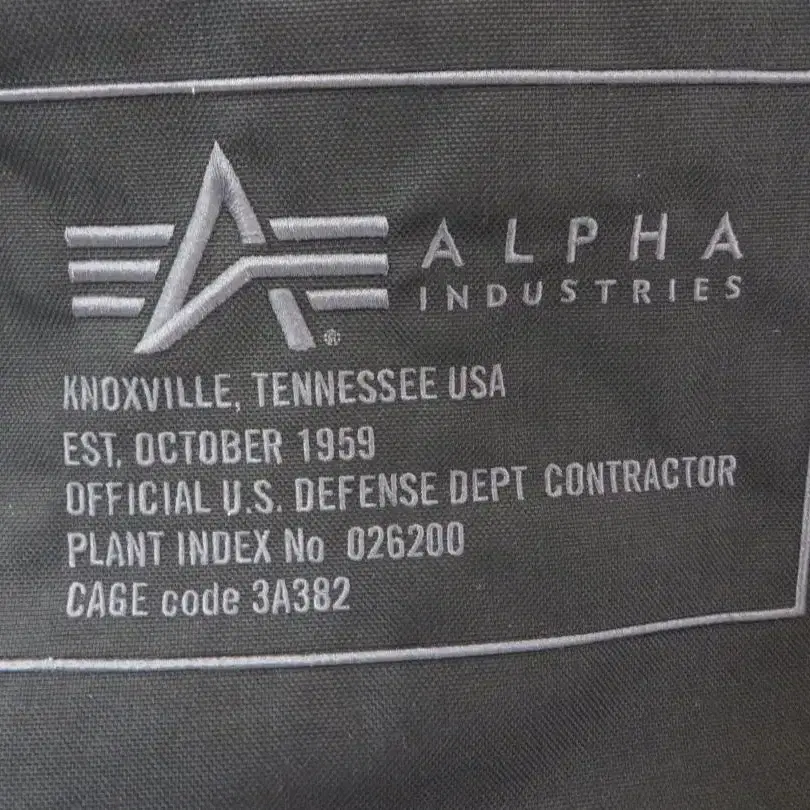 ALPHA
INDUSTRIES
®
KNOXVILLE, TENNESSEE USA
EST. OCTOBER 1959
OFFICIAL U.S. DEFENSE DEPT CONTRACTOR
PLANT INDEX No 026200
CAGE code 3A382